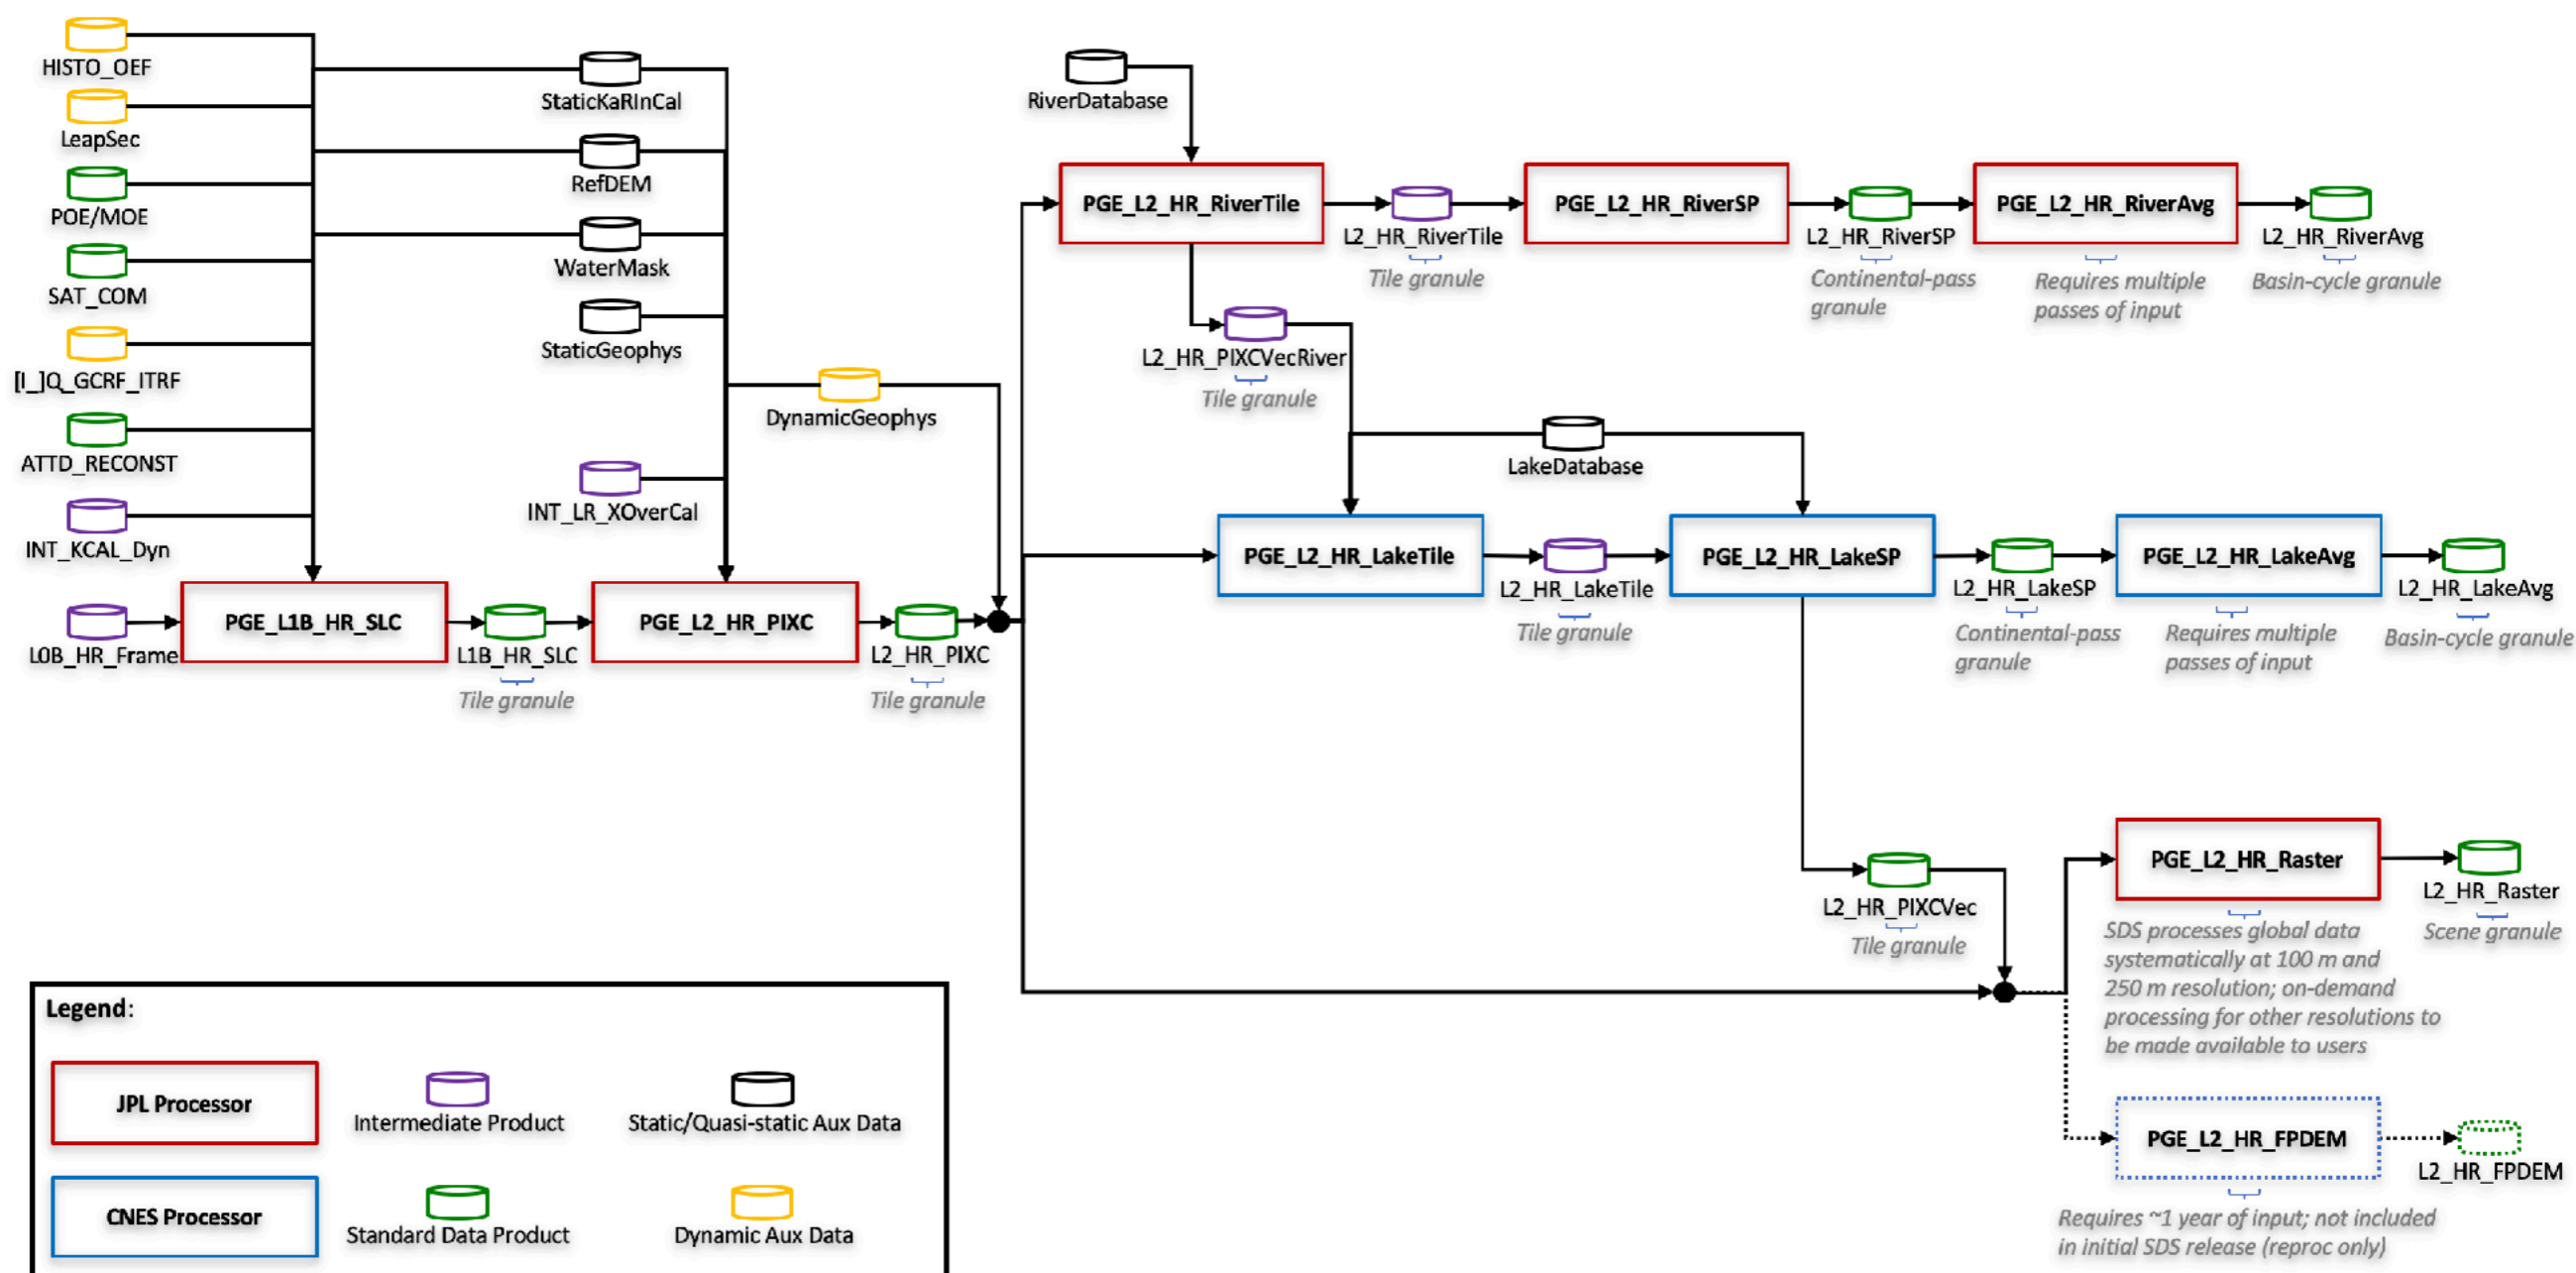 HISTO_OEF
LeapSec
POE/MOE
SAT_COM
[I_]Q_GCRF_ITRF
ATTD_RECONST
INT_KCAL_Dyn
L0B_HR_Frame
StaticKaRInCal
RefDEM
WaterMask
StaticGeophys
DynamicGeophys
INT_LR_XOverCal
PGE_L1B_HR_SLC
L1B_HR_SLC
Tile granule
PGE_L2_HR_PIXC
L2_HR_PIXC
Tile granule
RiverDatabase
PGE_L2_HR_RiverTile
L2_HR_RiverTile
Tile granule
PGE_L2_HR_RiverSP
L2_HR_RiverSP
Continental-pass
granule
PGE_L2_HR_RiverAvg
Requires multiple
passes of input
L2_HR_RiverAvg
Basin-cycle granule
L2_HR_PIXCVecRiver
Tile granule
LakeDatabase
PGE_L2_HR_LakeTile
L2_HR_LakeTile
Tile granule
PGE_L2_HR_LakeSP
L2_HR_LakeSP
Continental-pass
granule
PGE_L2_HR_LakeAvg
Requires multiple
passes of input
L2_HR_LakeAvg
Basin-cycle granule
L2_HR_PIXCVec
Tile granule
PGE_L2_HR_Raster
SDS processes global data
systematically at 100 m and
250 m resolution; on-demand
processing for other resolutions to
be made available to users
L2_HR_Raster
Scene granule
PGE_L2_HR_FPDEM
Requires ~1 year of input; not included
in initial SDS release (reproc only)
L2_HR_FPDEM
Legend:
JPL Processor
Intermediate Product
Static/Quasi-static Aux Data
CNES Processor
Standard Data Product
Dynamic Aux Data